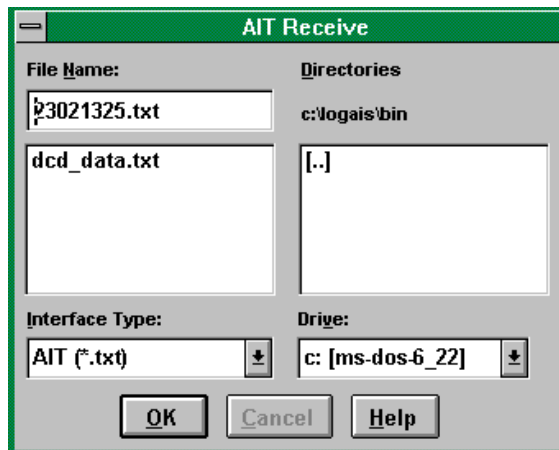 AIT Receive
File Name:
Directories
23021325.txt
c:\logais\bin
dcd_data.txt
[..]
Interface Type:
Drive:
AIT (*.txt)
c: [ms-dos-6_22]
OK
Cancel
Help